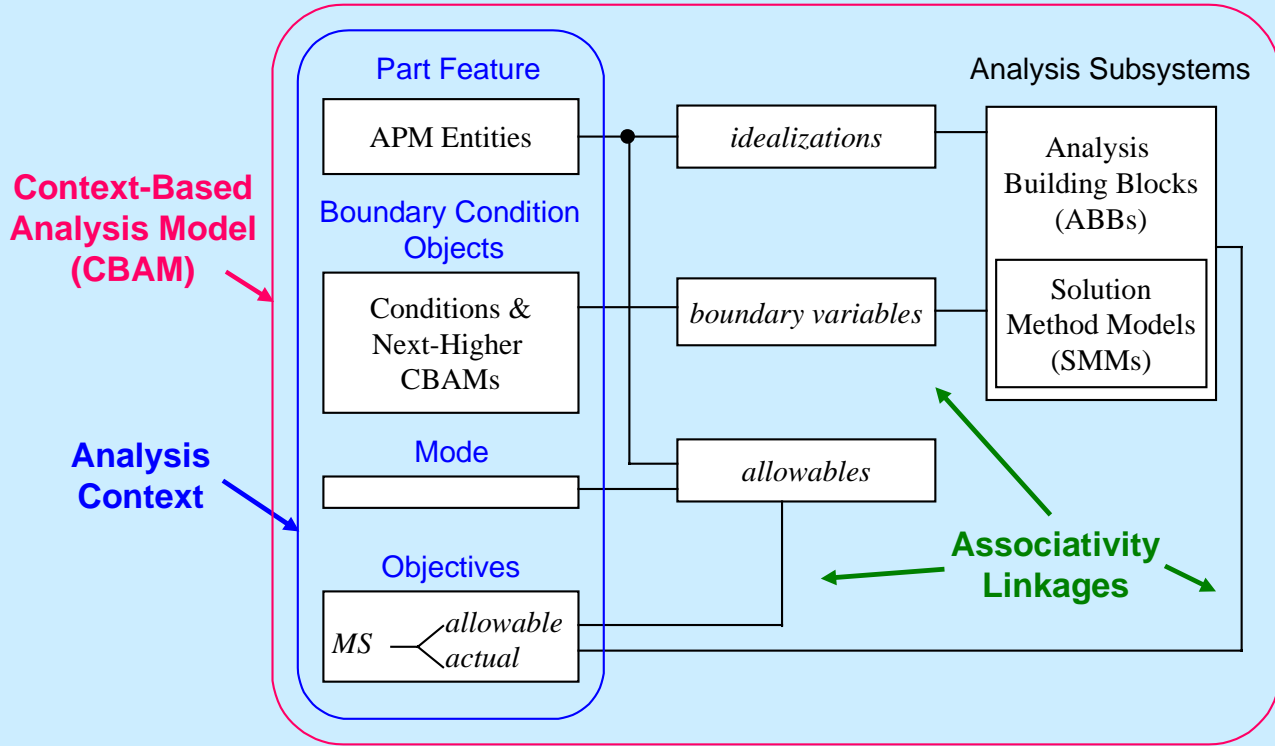 Part Feature
Analysis Subsystems
APM Entities
idealizations
Analysis
Building Blocks
(ABBs)
Context-Based
Analysis Model
(CBAM)
Boundary Condition
Objects
Conditions &
Next-Higher
CBAMs
boundary variables
Solution
Method Models
(SMMs)
Analysis
Context
Mode
allowables
Associativity
Linkages
Objectives
MS
allowable
actual